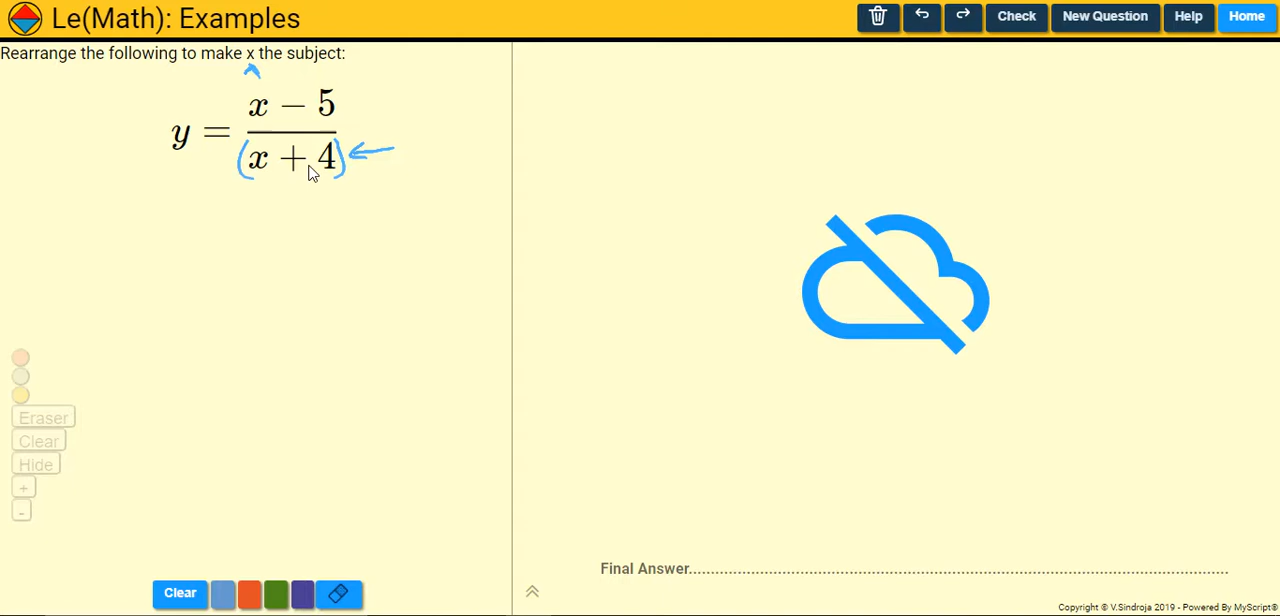 Le(Math): Examples
Check
New Question
Help
Home
Rearrange the following to make x the subject:
y = \frac{x - 5}{(x + 4)}
Eraser
Clear
Hide
+
-
Clear
Final Answer..........................................................................................................................
Copyright © V.Sindroja 2019 - Powered By MyScript®